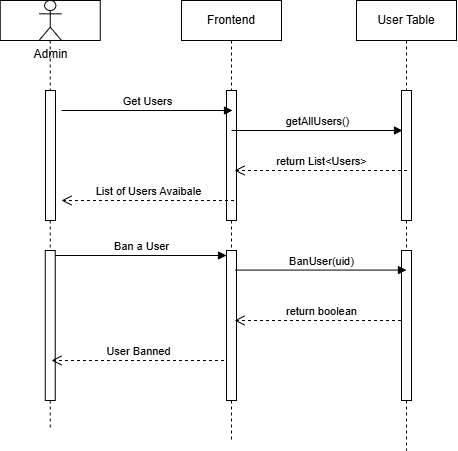 Frontend
User Table
Admin
Get Users
getAllUsers()
return List<Users>
List of Users Avaibale
Ban a User
BanUser(uid)
return boolean
User Banned